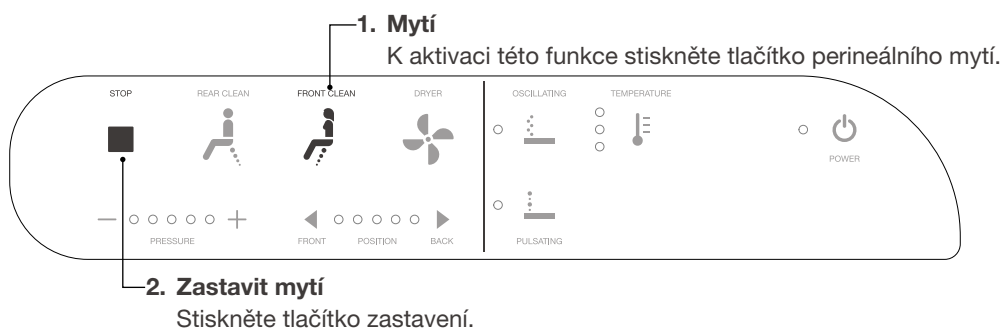 1. Mytí
K aktivaci této funkce stiskněte tlačítko perineálního mytí.
STOP REAR CLEAN FRONT CLEAN DRYER OSCILLATING TEMPERATURE
POWER
PRESSURE FRONT POSITION BACK PULSATING
2. Zastavit mytí
Stiskněte tlačítko zastavení.